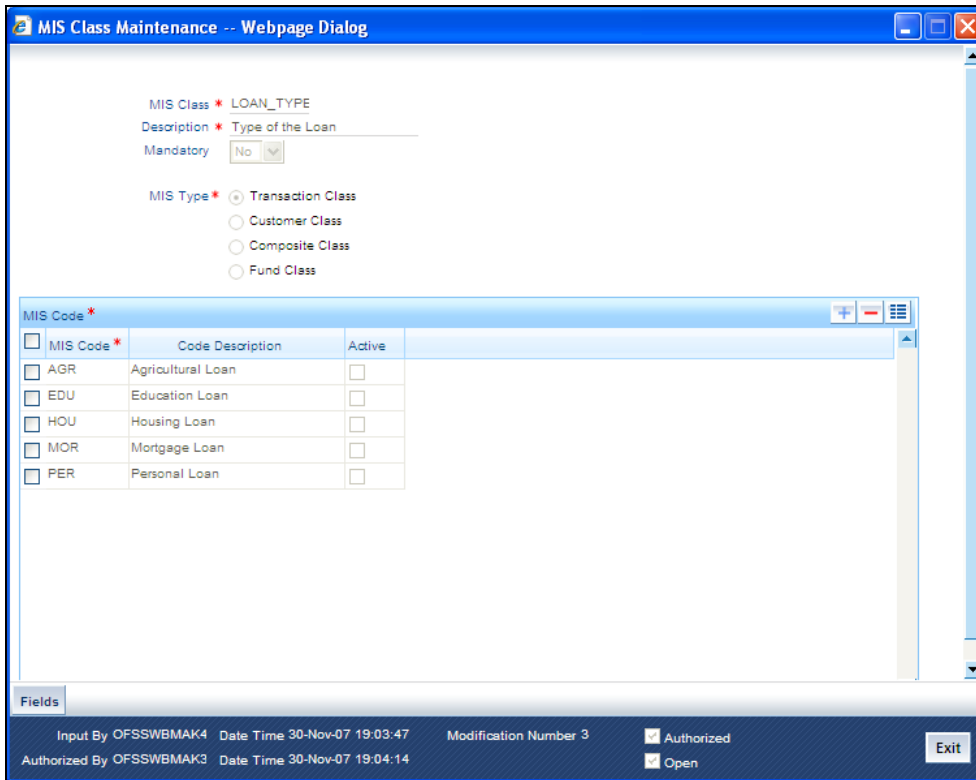 MIS Class Maintenance -- Webpage Dialog
MIS Class * LOAN_TYPE
Description * Type of the Loan
Mandatory No
MIS Type * Transaction Class
Customer Class
Composite Class
Fund Class
MIS Code *
MIS Code * Code Description Active
AGR Agricultural Loan
EDU Education Loan
HOU Housing Loan
MOR Mortgage Loan
PER Personal Loan
Fields
Input By OFSSWBMAK4 Date Time 30-Nov-07 19:03:47 Modification Number 3 Authorized
Authorized By OFSSWBMAK3 Date Time 30-Nov-07 19:04:14 Open
Exit